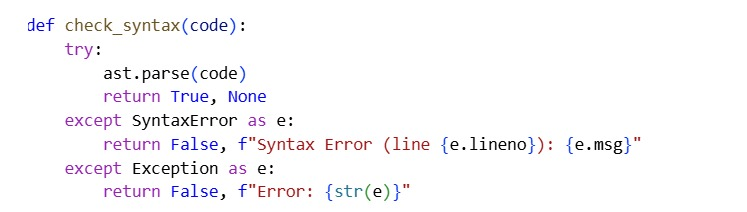 def check_syntax(code):
    try:
        ast.parse(code)
        return True, None
    except SyntaxError as e:
        return False, f"Syntax Error (line {e.lineno}): {e.msg}"
    except Exception as e:
        return False, f"Error: {str(e)}"